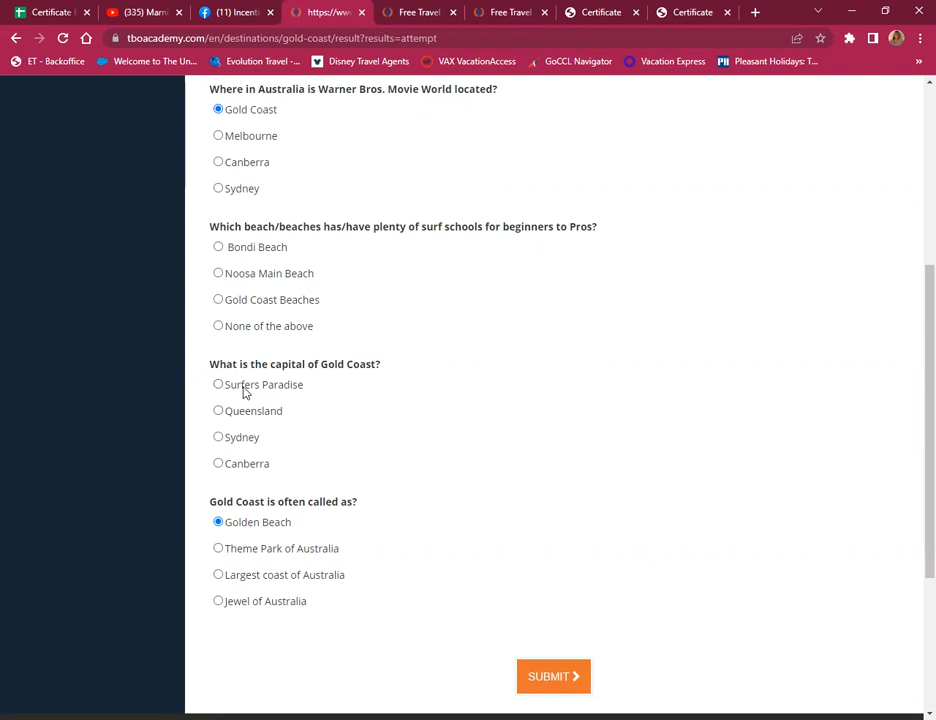 Certificate
(335) Marni
(11) Incenti
https://ww
Free Travel
Free Travel
Certificate
Certificate
tboacademy.com/en/destinations/gold-coast/result?results=attempt
ET - Backoffice
Welcome to The Un...
Evolution Travel -...
Disney Travel Agents
VAX VacationAccess
GoCCL Navigator
Vacation Express
Pleasant Holidays: T...
Where in Australia is Warner Bros. Movie World located?
Gold Coast
Melbourne
Canberra
Sydney
Which beach/beaches has/have plenty of surf schools for beginners to Pros?
Bondi Beach
Noosa Main Beach
Gold Coast Beaches
None of the above
What is the capital of Gold Coast?
Surfers Paradise
Queensland
Sydney
Canberra
Gold Coast is often called as?
Golden Beach
Theme Park of Australia
Largest coast of Australia
Jewel of Australia
SUBMIT